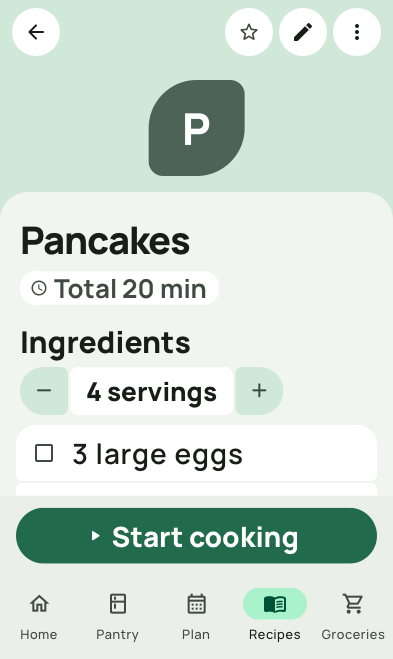 P
Pancakes
Total 20 min
Ingredients
4 servings
3 large eggs
Start cooking
Home
Pantry
Plan
Recipes
Groceries